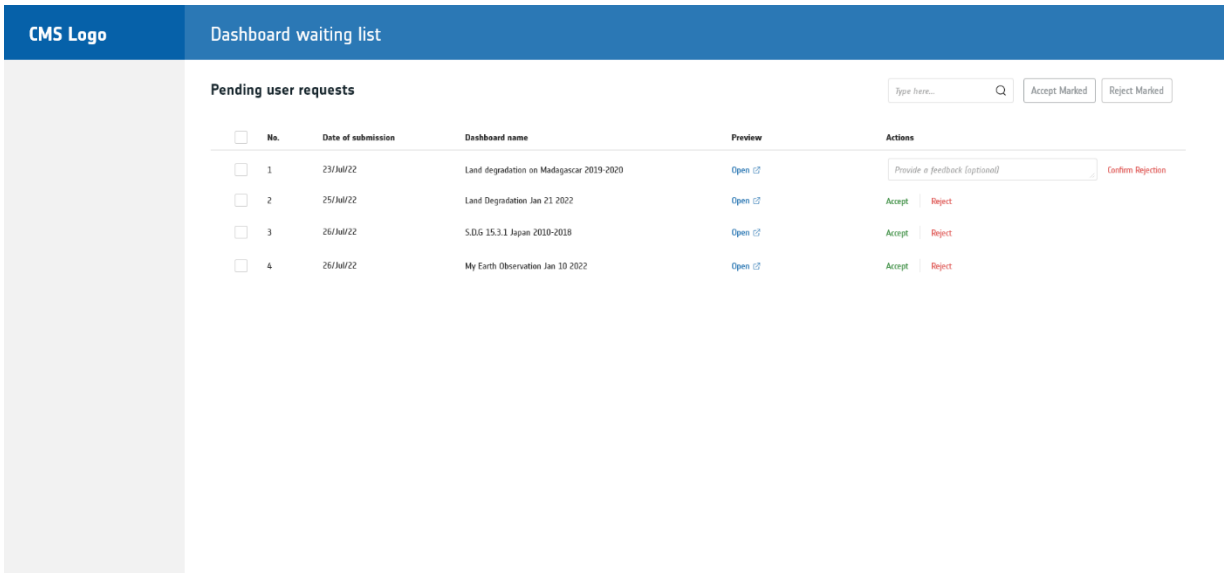 CMS Logo Dashboard waiting list
Pending user requests Type here... Accept Marked Reject Marked
No. Date of submission Dashboard name Preview Actions
1 23/Jul/22 Land degradation on Madagascar 2019-2020 Open Provide a feedback (optional) Confirm Rejection
2 25/Jul/22 Land Degradation Jan 21 2022 Open Accept Reject
3 26/Jul/22 S.D.G 15.3.1 Japan 2010-2018 Open Accept Reject
4 26/Jul/22 My Earth Observation Jan 10 2022 Open Accept Reject